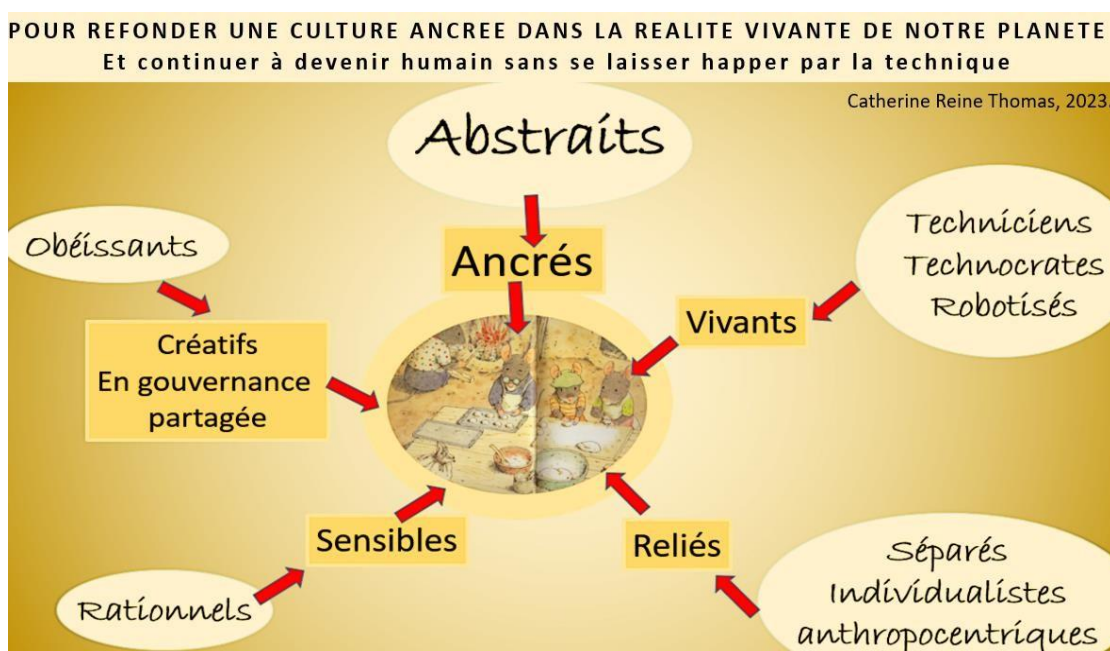 POUR REFONDER UNE CULTURE ANCREE DANS LA REALITE VIVANTE DE NOTRE PLANETE
Et continuer à devenir humain sans se laisser happer par la technique
Catherine Reine Thomas, 2023.
Abstraits
Ancrés
Obéissants
Créatifs
En gouvernance
partagée
Techniciens
Technocrates
Robotisés
Vivants
Sensibles
Rationnels
Reliés
Séparés
Individualistes
anthropocentriques